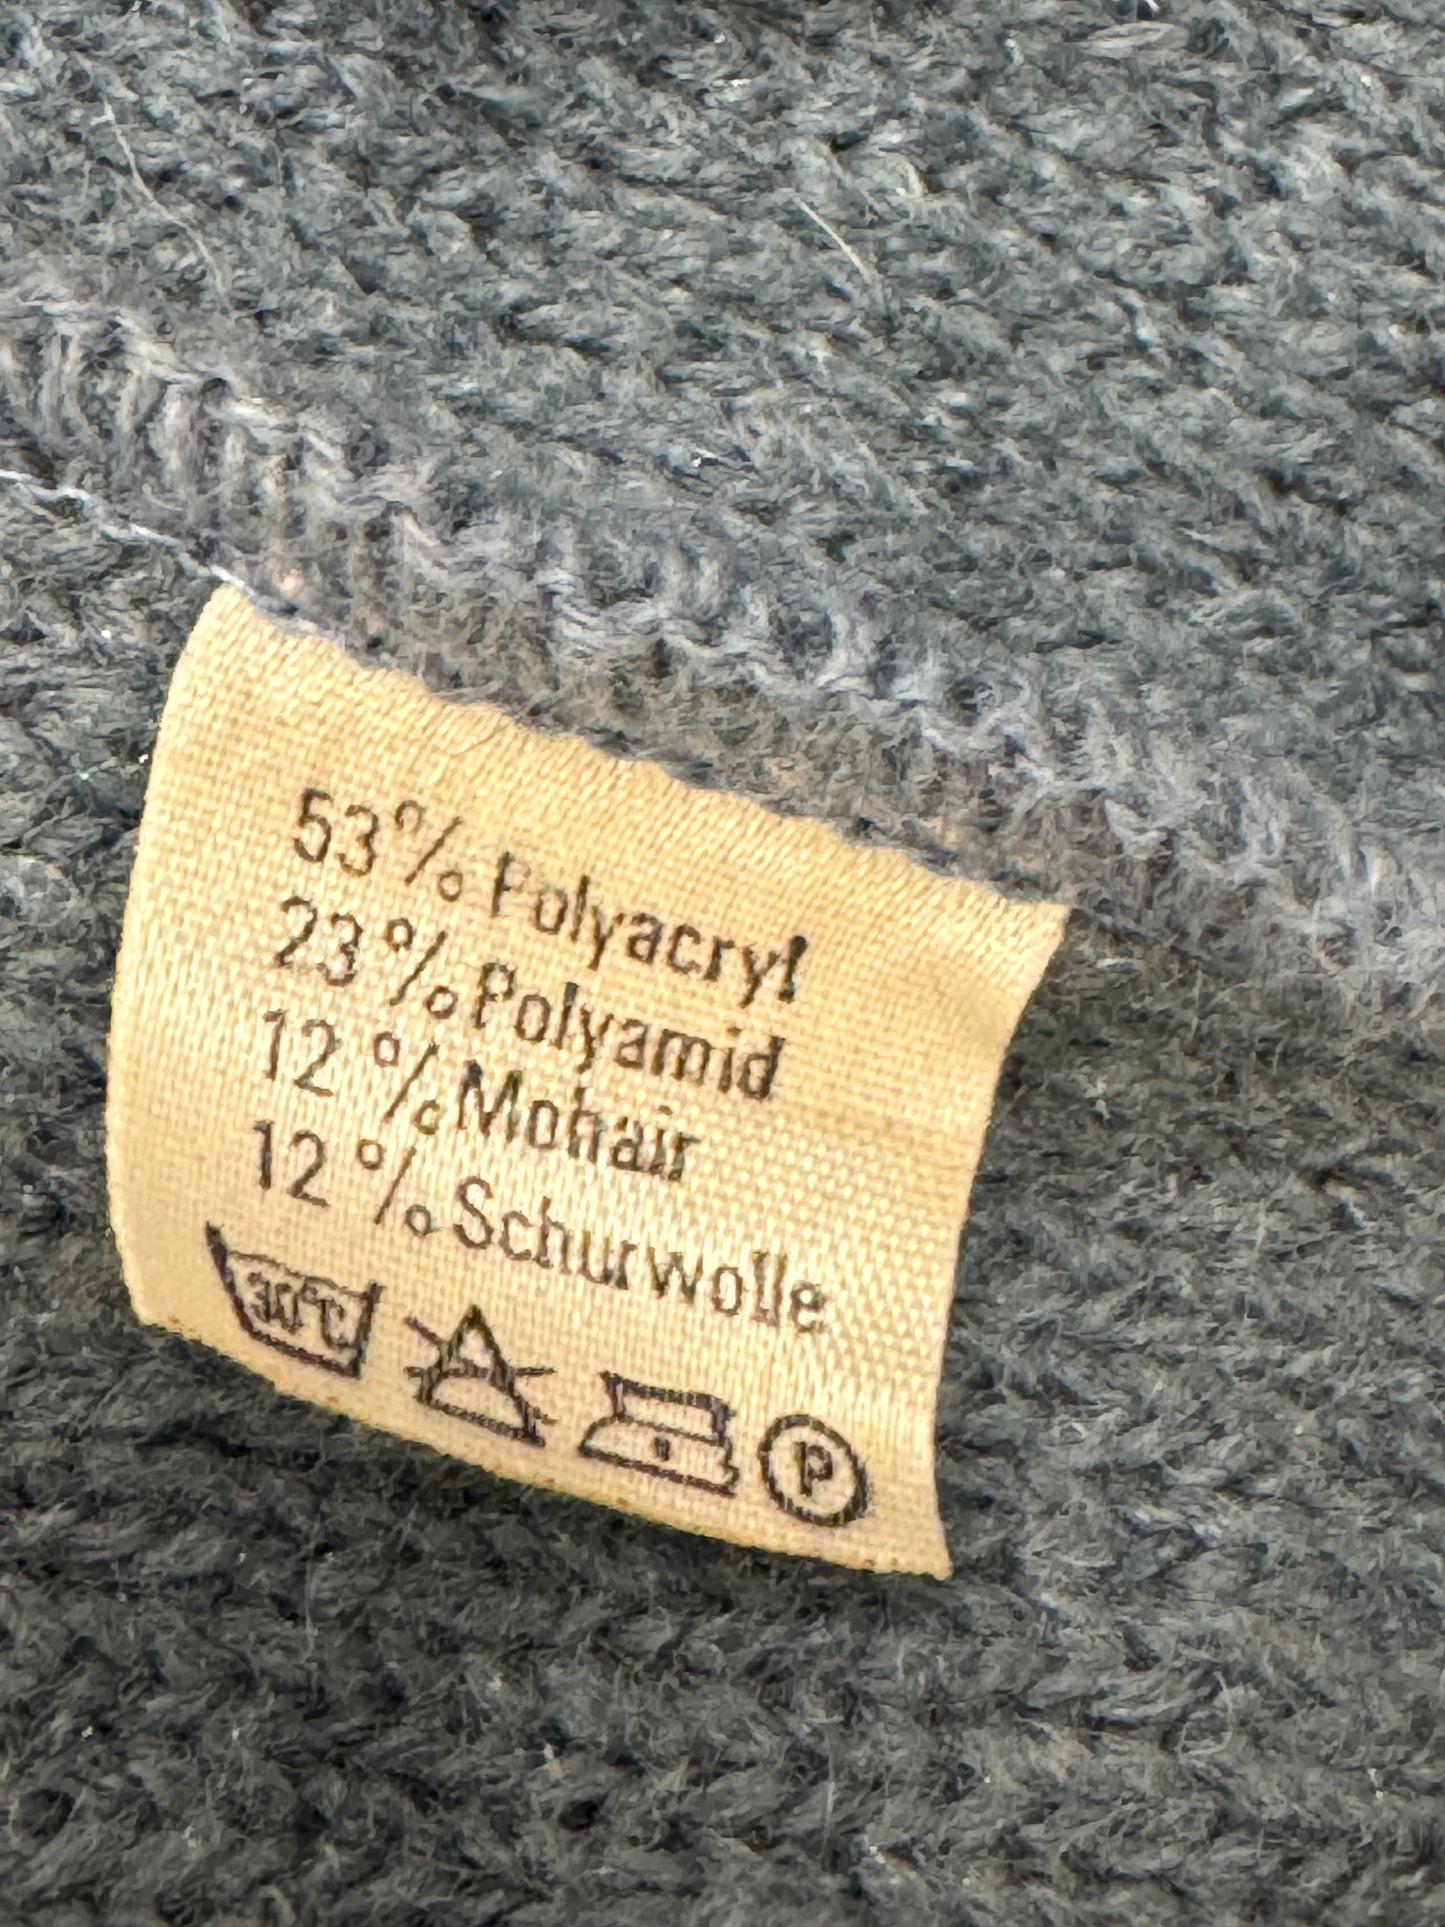 53% Polyacryl
23% Polyamid
12% Mohair
12% Schurwolle
30°C P